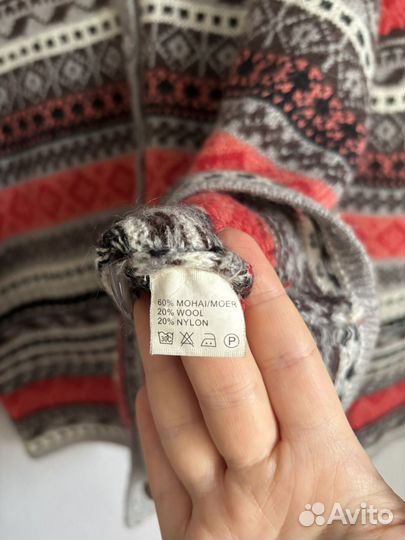 60% MOHAI/MOER
20% WOOL
20% NYLON
P
Avito